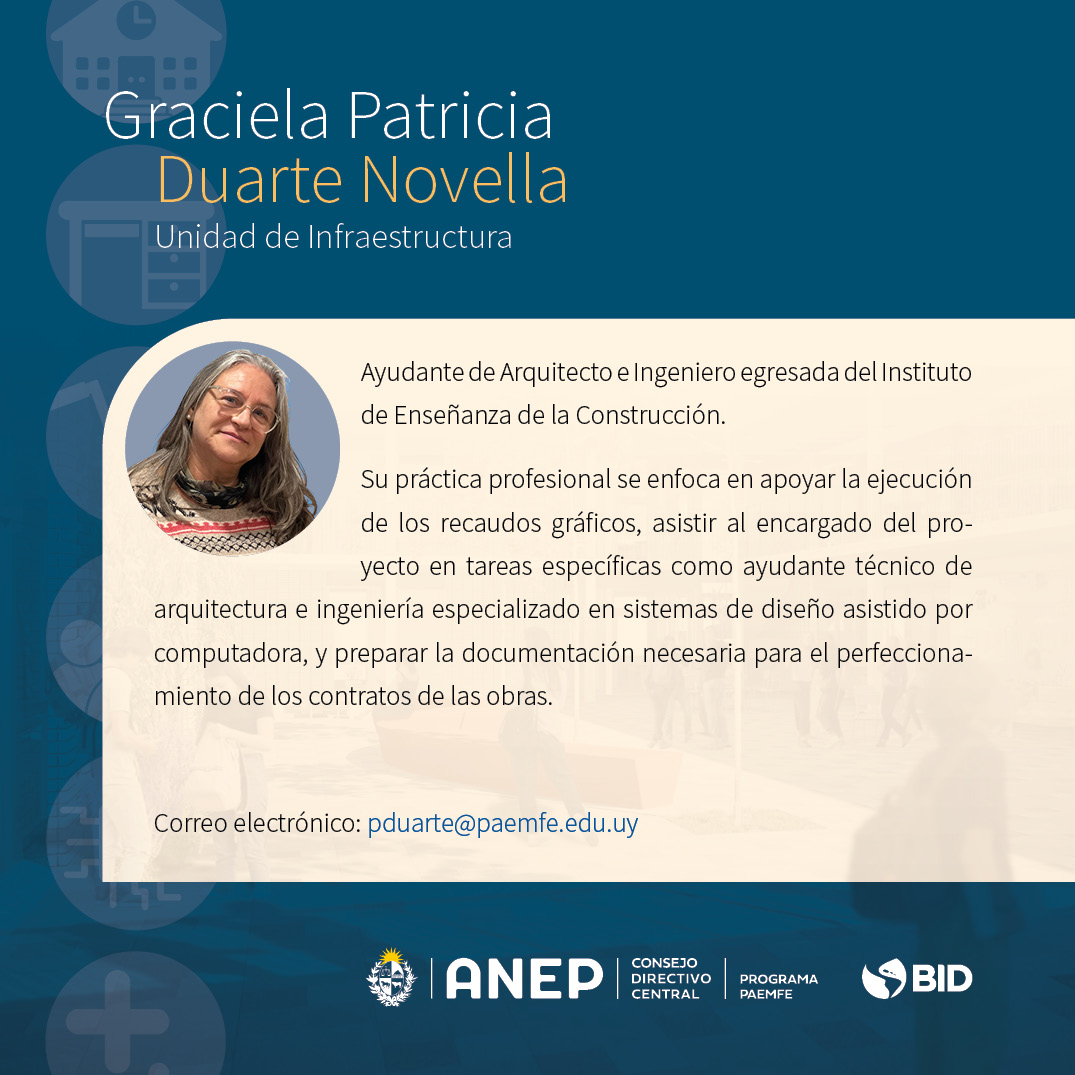 Graciela Patricia
Duarte Novella
Unidad de Infraestructura
Ayudante de Arquitecto e Ingeniero egresada del Instituto
de Enseñanza de la Construcción.
Su práctica profesional se enfoca en apoyar la ejecución
de los recaudos gráficos, asistir al encargado del pro-
yecto en tareas específicas como ayudante técnico de
arquitectura e ingeniería especializado en sistemas de diseño asistido por
computadora, y preparar la documentación necesaria para el perfecciona-
miento de los contratos de las obras.
Correo electrónico: pduarte@paemfe.edu.uy
ANEP
CONSEJO
DIRECTIVO
CENTRAL
PROGRAMA
PAEMFE
BID